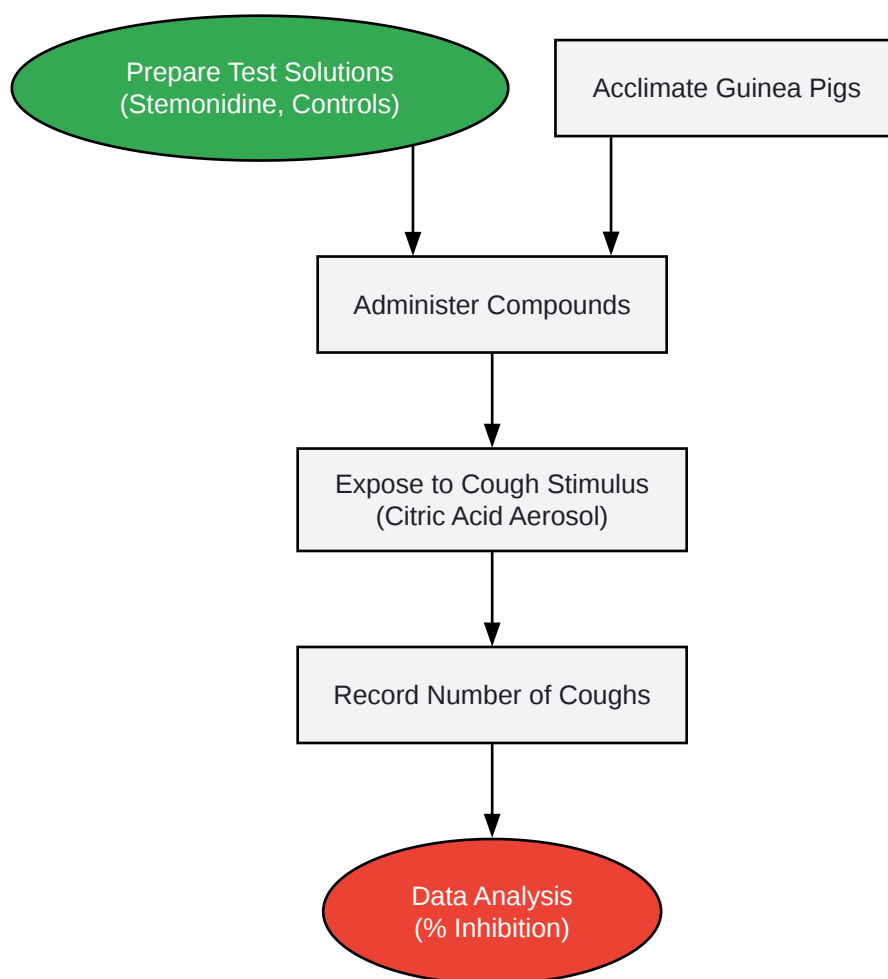 Prepare Test Solutions
(Stemonidine, Controls)
Acclimate Guinea Pigs
Administer Compounds
Expose to Cough Stimulus
(Citric Acid Aerosol)
Record Number of Coughs
Data Analysis
(% Inhibition)